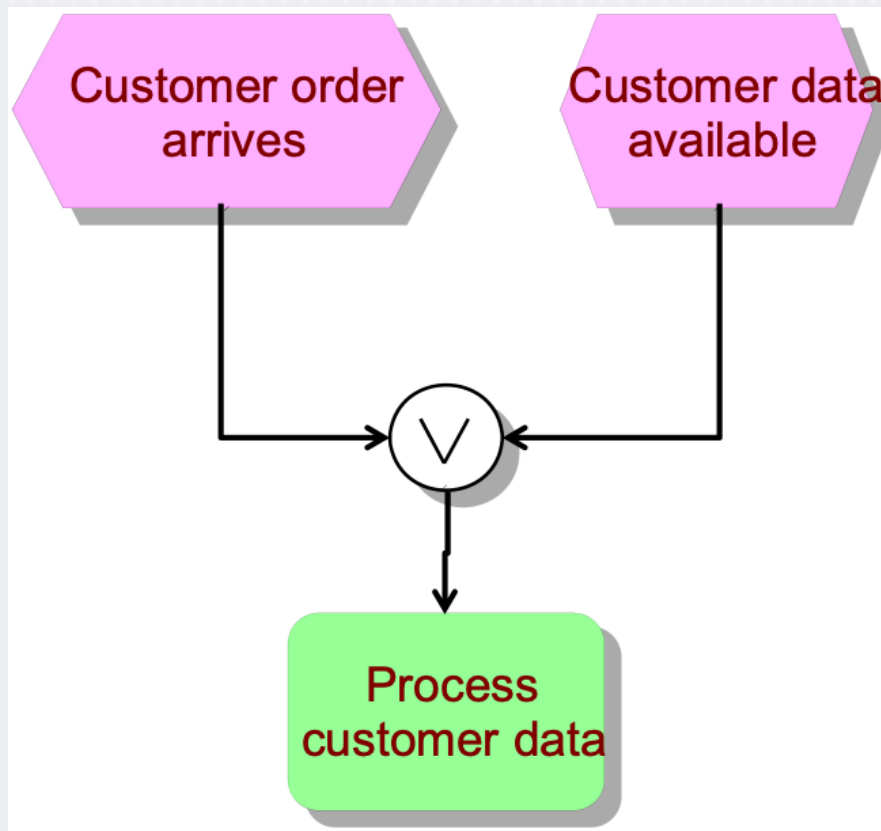 Customer order
arrives
Customer data
available
V
Process
customer data